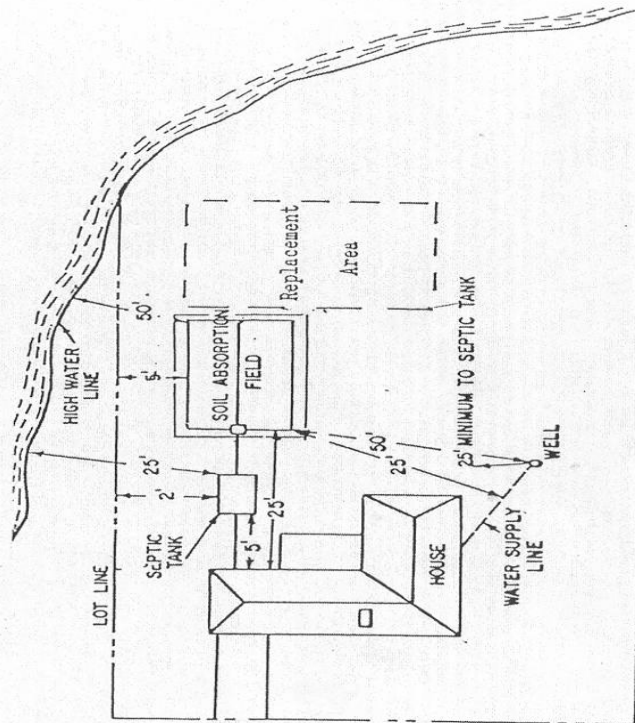 HIGH WATER
LINE
50'
LOT LINE
25'
2'
5'
SEPTIC
TANK
5'
25'
SOIL ABSORPTION
FIELD
Replacement
Area
50'
25'
25' MINIMUM TO SEPTIC TANK
WELL
HOUSE
WATER SUPPLY
LINE